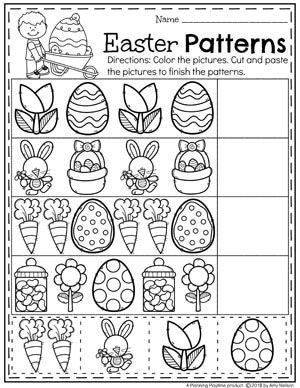 Name
Easter Patterns
Directions: Color the pictures. Cut and paste
the pictures to finish the patterns.
A Planning Playtime product © 2018 by Amy Nelson